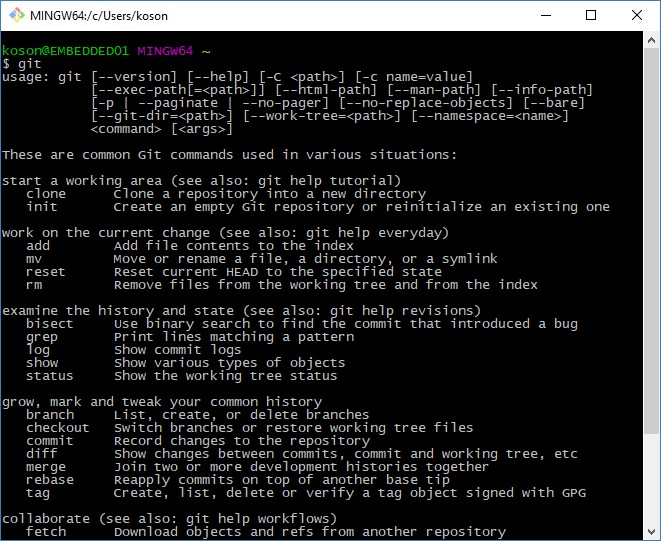 MINGW64:/c/Users/koson
koson@EMBEDDED01 MINGW64 ~
$ git
usage: git [--version] [--help] [-C <path>] [-c name=value]
           [--exec-path[=<path>]] [--html-path] [--man-path] [--info-path]
           [-p | --paginate | --no-pager] [--no-replace-objects] [--bare]
           [--git-dir=<path>] [--work-tree=<path>] [--namespace=<name>]
           <command> [<args>]

These are common Git commands used in various situations:

start a working area (see also: git help tutorial)
   clone      Clone a repository into a new directory
   init       Create an empty Git repository or reinitialize an existing one

work on the current change (see also: git help everyday)
   add        Add file contents to the index
   mv         Move or rename a file, a directory, or a symlink
   reset      Reset current HEAD to the specified state
   rm         Remove files from the working tree and from the index

examine the history and state (see also: git help revisions)
   bisect     Use binary search to find the commit that introduced a bug
   grep       Print lines matching a pattern
   log        Show commit logs
   show       Show various types of objects
   status     Show the working tree status

grow, mark and tweak your common history
   branch     List, create, or delete branches
   checkout   Switch branches or restore working tree files
   commit     Record changes to the repository
   diff       Show changes between commits, commit and working tree, etc
   merge      Join two or more development histories together
   rebase     Reapply commits on top of another base tip
   tag        Create, list, delete or verify a tag object signed with GPG

collaborate (see also: git help workflows)
   fetch      Download objects and refs from another repository